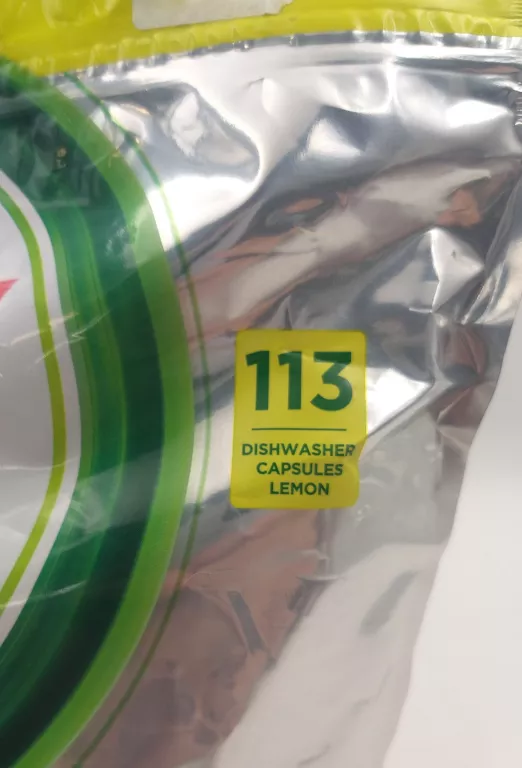 113
DISHWASHER
CAPSULES
LEMON